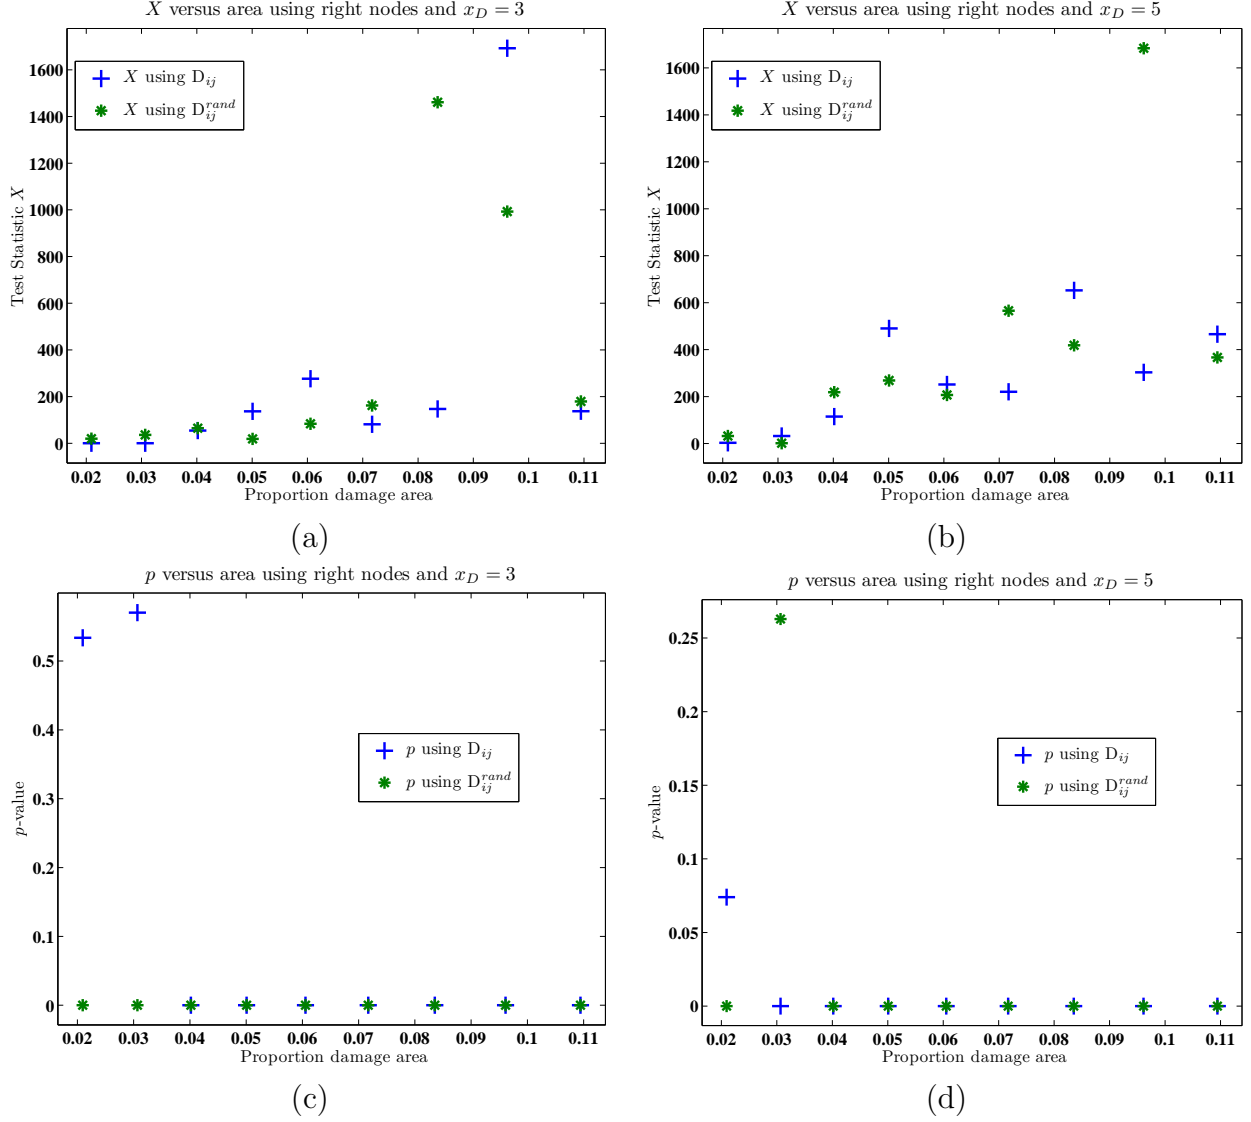 X versus area using right nodes and x_D = 3
1600
1400
1200
1000
800
600
400
200
0
Test Statistic X
X using D_ij
X using D_ij^rand
0.02 0.03 0.04 0.05 0.06 0.07 0.08 0.09 0.1 0.11
Proportion damage area
(a)
X versus area using right nodes and x_D = 5
1600
1400
1200
1000
800
600
400
200
0
Test Statistic X
X using D_ij
X using D_ij^rand
0.02 0.03 0.04 0.05 0.06 0.07 0.08 0.09 0.1 0.11
Proportion damage area
(b)
p versus area using right nodes and x_D = 3
0.5
0.4
0.3
0.2
0.1
0
p-value
p using D_ij
p using D_ij^rand
0.02 0.03 0.04 0.05 0.06 0.07 0.08 0.09 0.1 0.11
Proportion damage area
(c)
p versus area using right nodes and x_D = 5
0.25
0.2
0.15
0.1
0.05
0
p-value
p using D_ij
p using D_ij^rand
0.02 0.03 0.04 0.05 0.06 0.07 0.08 0.09 0.1 0.11
Proportion damage area
(d)